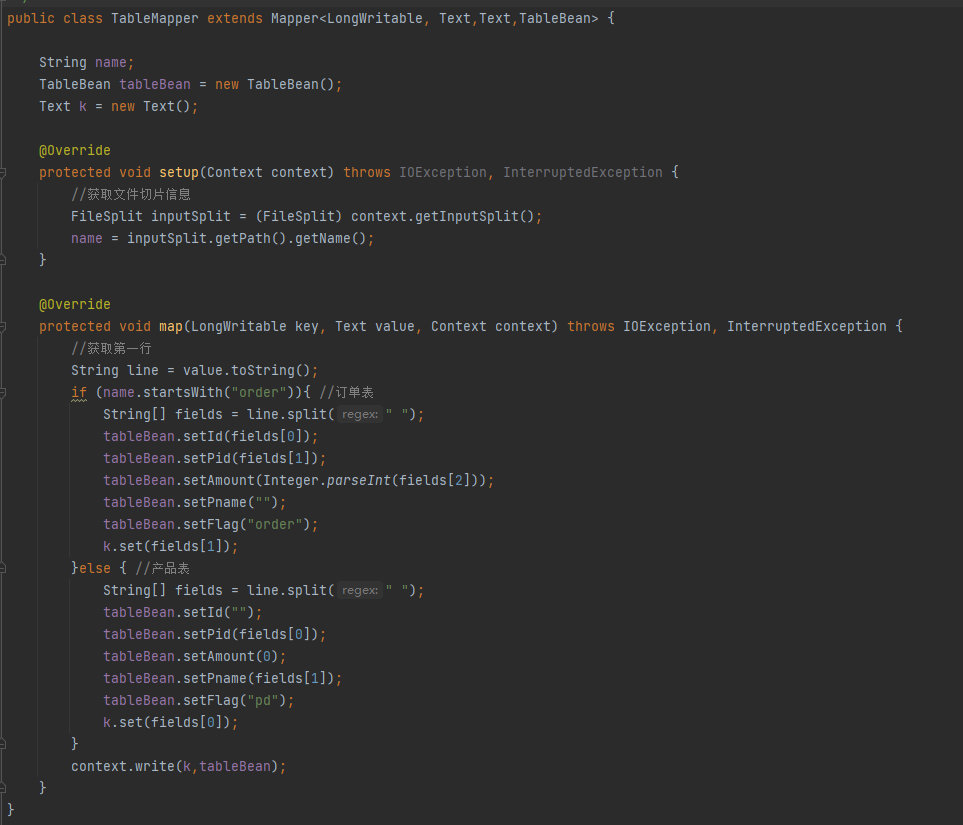 public class TableMapper extends Mapper<LongWritable, Text,Text,TableBean> {
String name;
TableBean tableBean = new TableBean();
Text k = new Text();
@Override
protected void setup(Context context) throws IOException, InterruptedException {
//获取文件切片信息
FileSplit inputSplit = (FileSplit) context.getInputSplit();
name = inputSplit.getPath().getName();
}
@Override
protected void map(LongWritable key, Text value, Context context) throws IOException, InterruptedException {
//获取第一行
String line = value.toString();
if (name.startsWith("order")){ //订单表
String[] fields = line.split( regex: " ");
tableBean.setId(fields[0]);
tableBean.setPid(fields[1]);
tableBean.setAmount(Integer.parseInt(fields[2]));
tableBean.setPname("");
tableBean.setFlag("order");
k.set(fields[1]);
}else { //产品表
String[] fields = line.split( regex: " ");
tableBean.setId("");
tableBean.setPid(fields[0]);
tableBean.setAmount(0);
tableBean.setPname(fields[1]);
tableBean.setFlag("pd");
k.set(fields[0]);
}
context.write(k,tableBean);
}
}